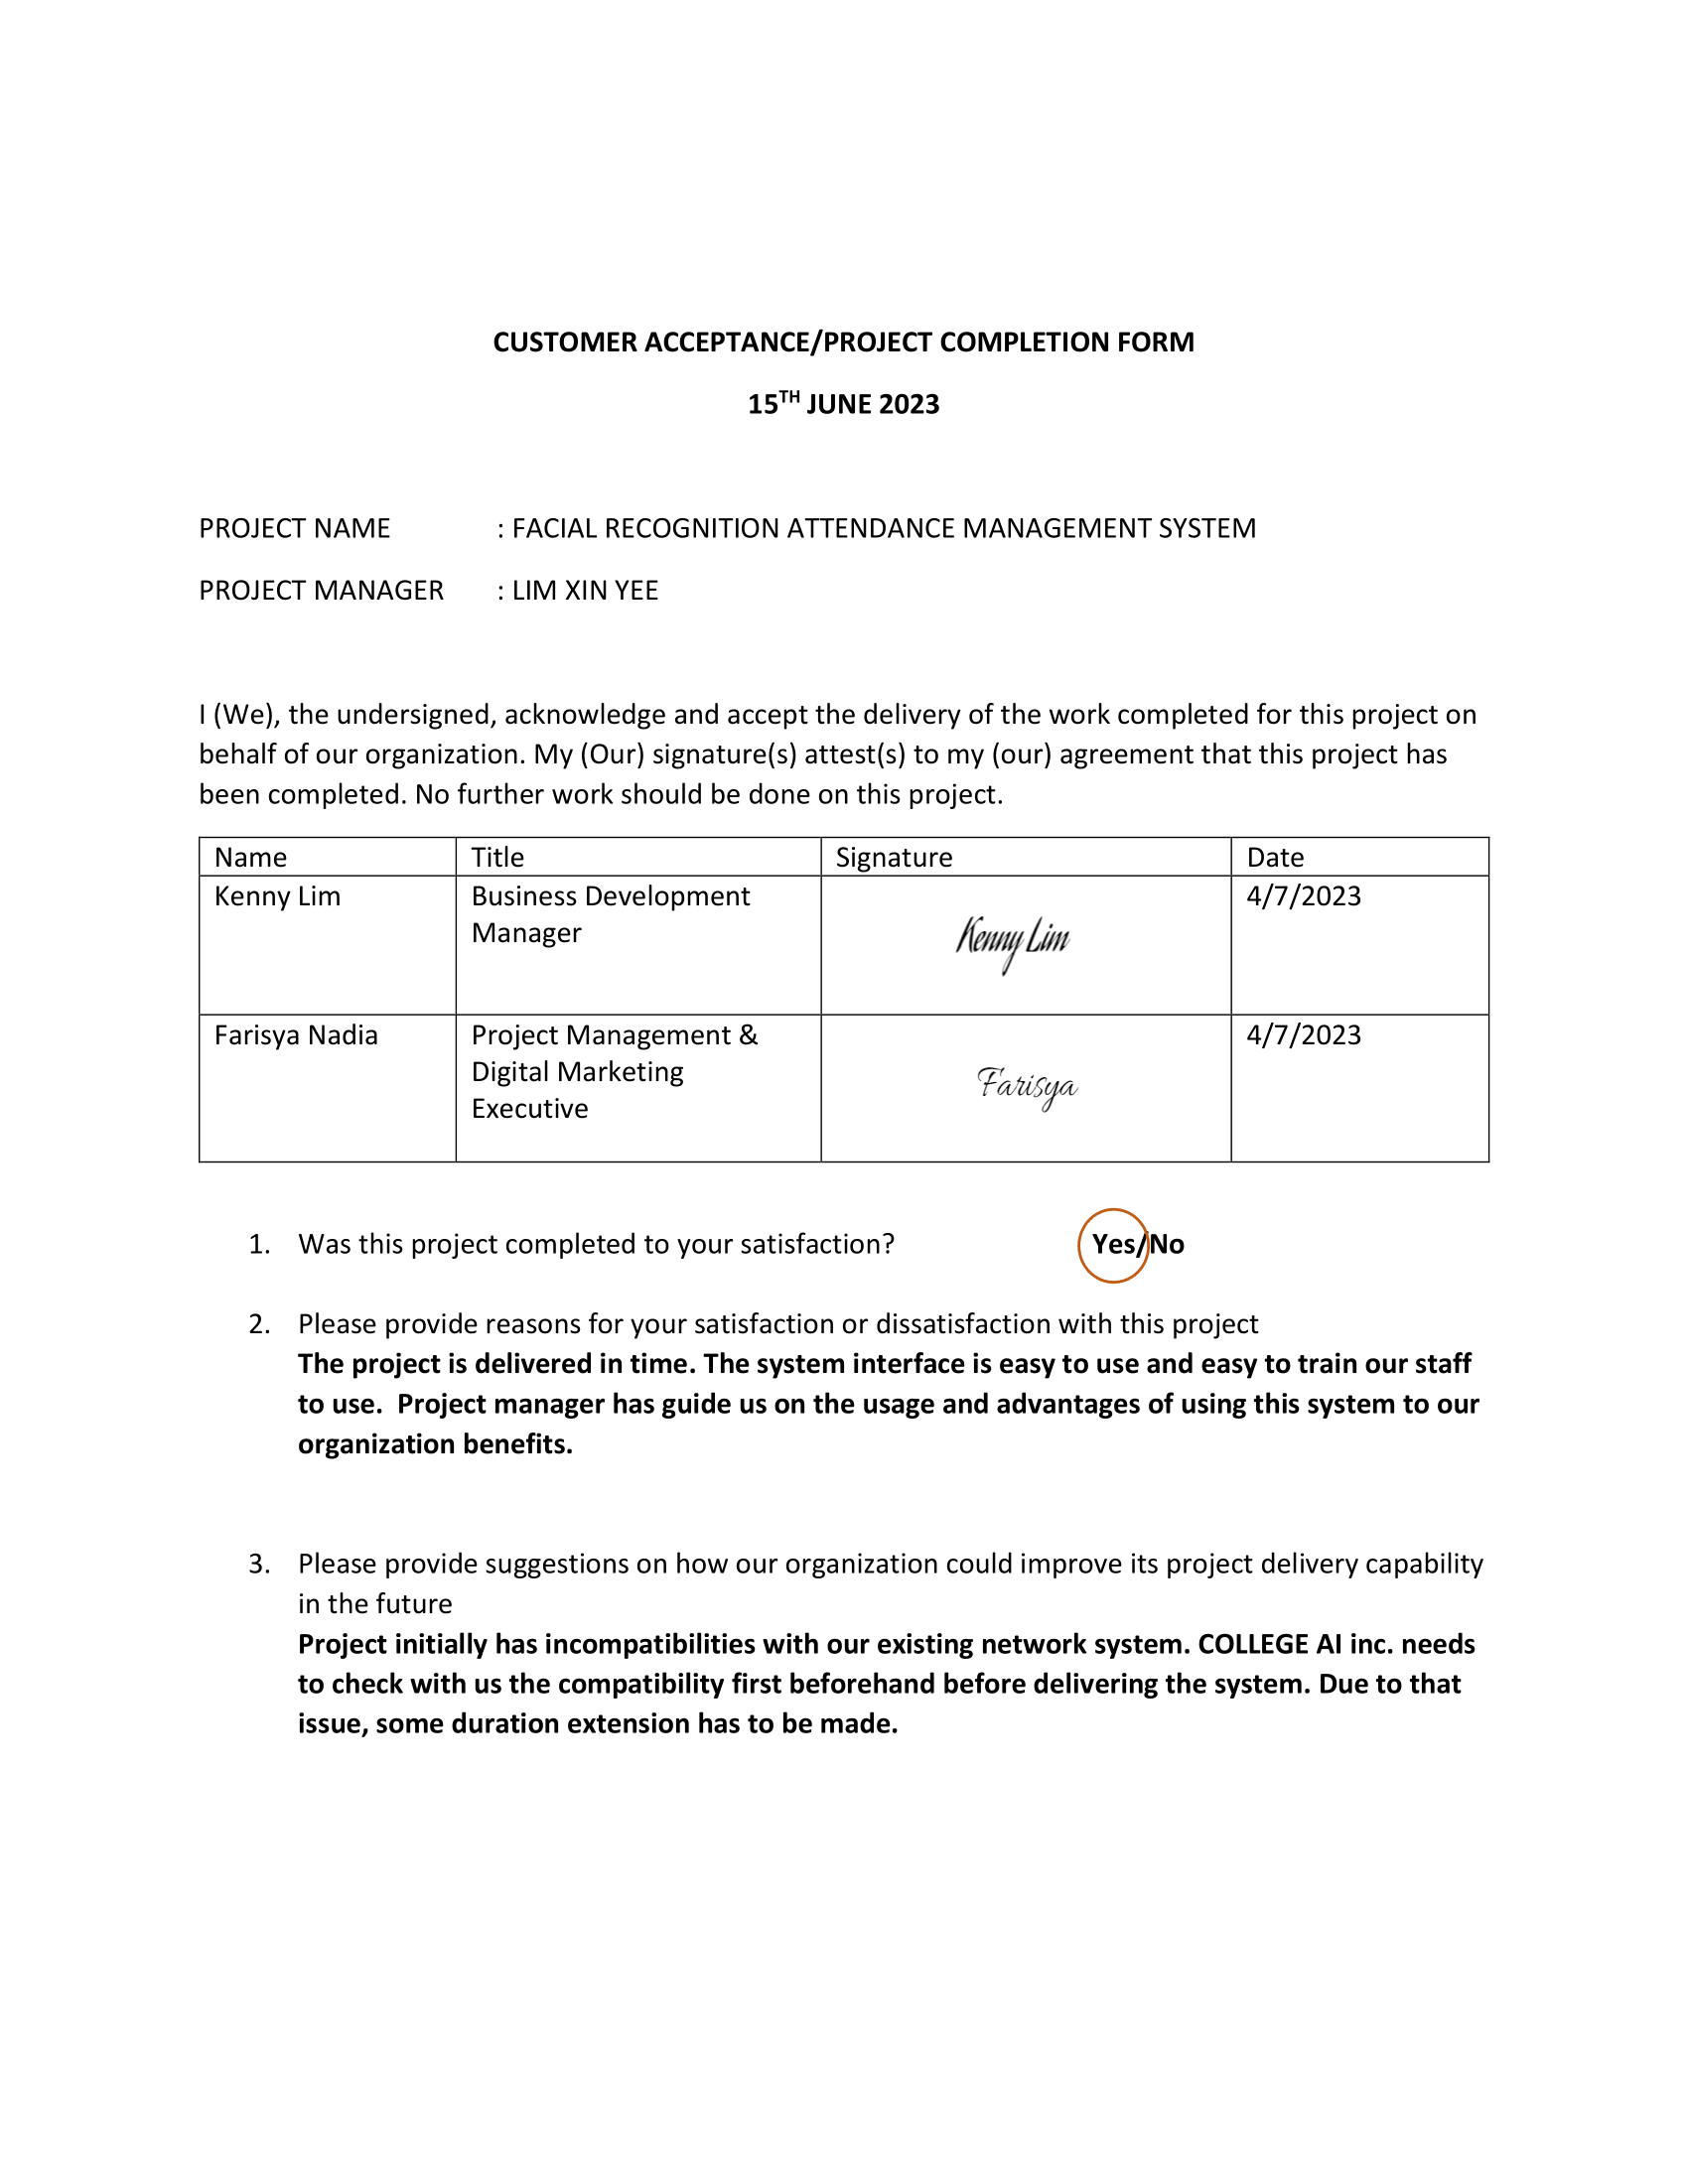 CUSTOMER ACCEPTANCE/PROJECT COMPLETION FORM
15TH JUNE 2023
PROJECT NAME : FACIAL RECOGNITION ATTENDANCE MANAGEMENT SYSTEM
PROJECT MANAGER : LIM XIN YEE
I (We), the undersigned, acknowledge and accept the delivery of the work completed for this project on
behalf of our organization. My (Our) signature(s) attest(s) to my (our) agreement that this project has
been completed. No further work should be done on this project.
Name Title Signature Date
Kenny Lim Business Development 4/7/2023
Manager
Kenny Lim
Farisya Nadia Project Management & 4/7/2023
Digital Marketing
Farisya
Executive
1. Was this project completed to your satisfaction? Yes/No
2. Please provide reasons for your satisfaction or dissatisfaction with this project
The project is delivered in time. The system interface is easy to use and easy to train our staff
to use.  Project manager has guide us on the usage and advantages of using this system to our
organization benefits.
3. Please provide suggestions on how our organization could improve its project delivery capability
in the future
Project initially has incompatibilities with our existing network system. COLLEGE AI inc. needs
to check with us the compatibility first beforehand before delivering the system. Due to that
issue, some duration extension has to be made.